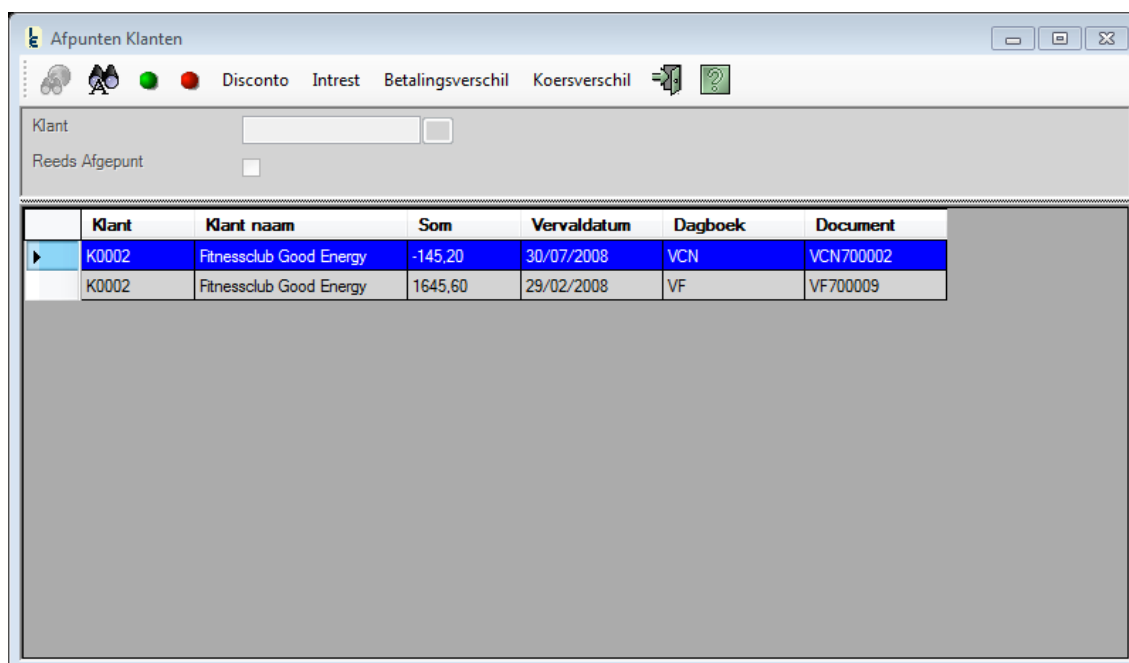 Afpunten Klanten
Disconto Intrest Betalingsverschil Koersverschil
Klant
Reeds Afgepunt
Klant Klant naam Som Vervaldatum Dagboek Document
K0002 Fitnessclub Good Energy -145,20 30/07/2008 VCN VCN700002
K0002 Fitnessclub Good Energy 1645,60 29/02/2008 VF VF700009